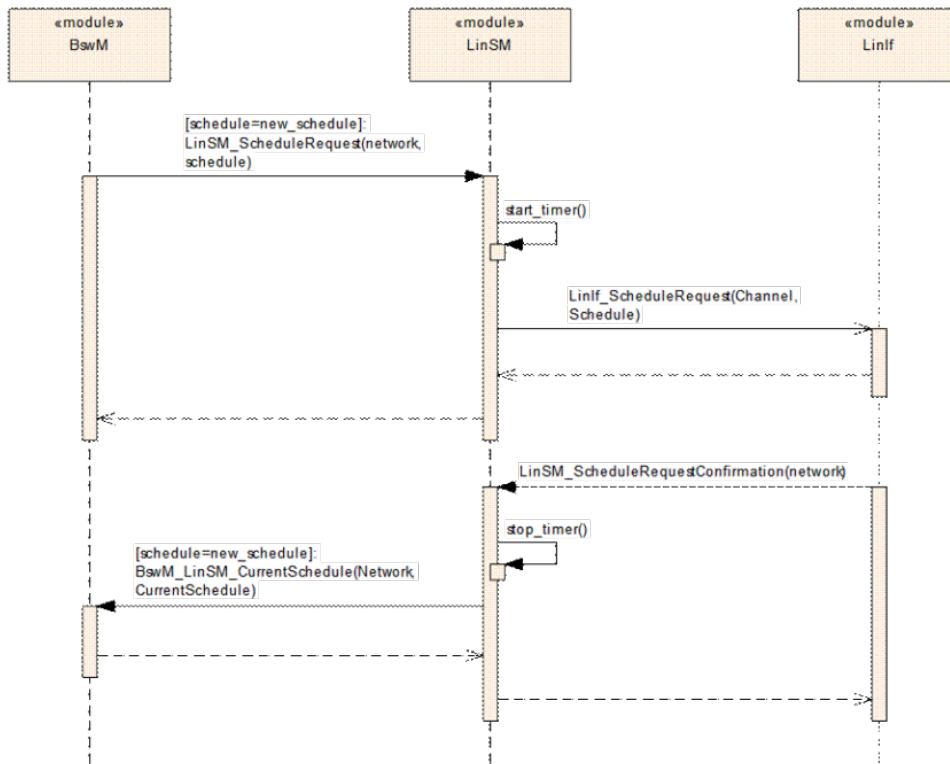 «module»
BswM
«module»
LinSM
«module»
LinIf
[schedule=new_schedule]:
LinSM_ScheduleRequest(network,
schedule)
start_timer()
LinIf_ScheduleRequest(Channel,
Schedule)
LinSM_ScheduleRequestConfirmation(network)
stop_timer()
[schedule=new_schedule]:
BswM_LinSM_CurrentSchedule(Network,
CurrentSchedule)